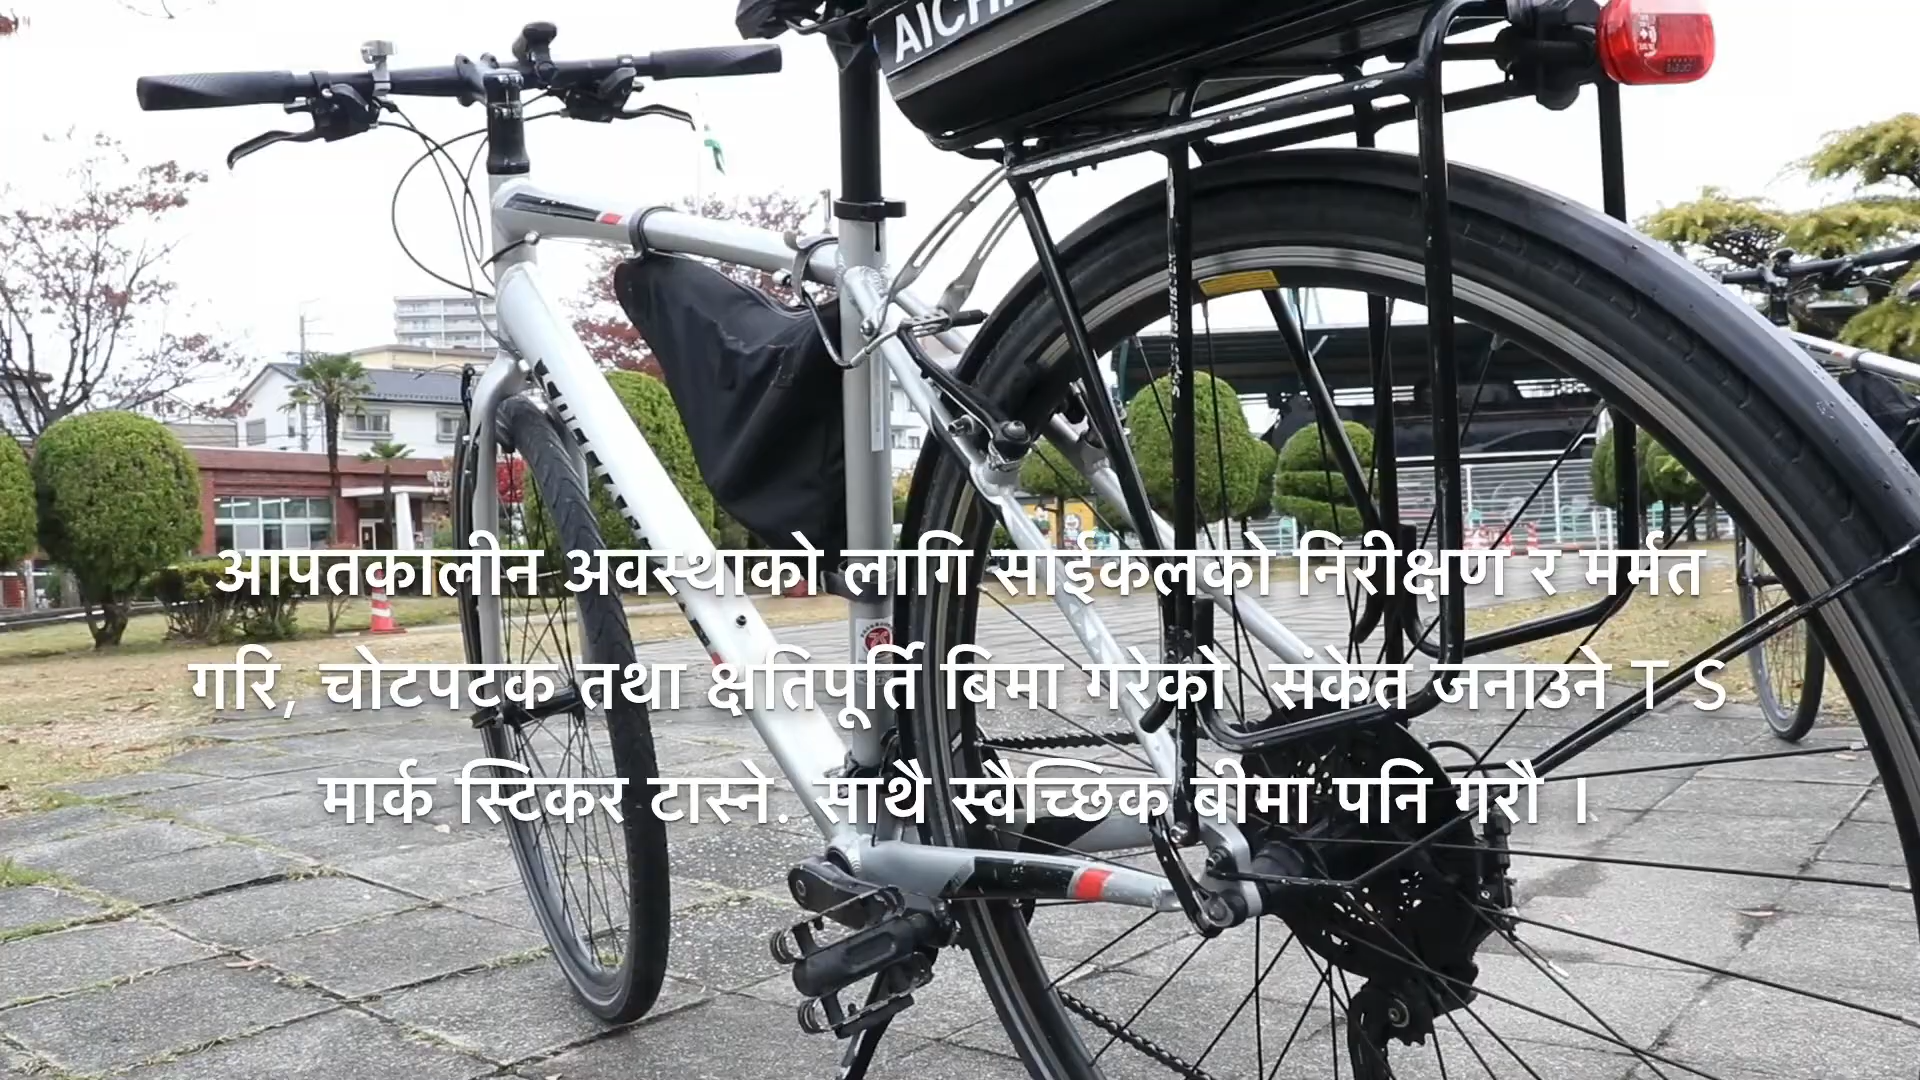 AICHI
आपतकालीन अवस्थाको लागि साईकलको निरीक्षण र मर्मत
गरि, चोटपटक तथा क्षतिपूर्ति बिमा गरेको संकेत जनाउने T S
मार्क स्टिकर टास्ने. साथै स्वैच्छिक बीमा पनि गरौ ।